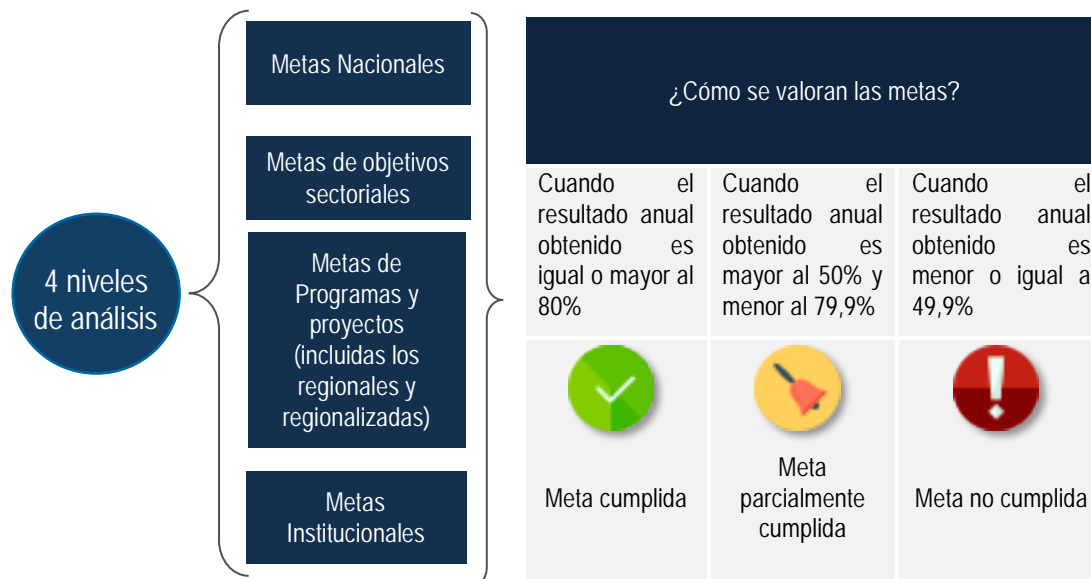 4 niveles
de análisis
Metas Nacionales
Metas de objetivos
sectoriales
Metas de
Programas y
proyectos
(incluidas los
regionales y
regionalizadas)
Metas
Institucionales
¿Cómo se valoran las metas?
Cuando el
resultado anual
obtenido es
igual o mayor al
80%
Cuando el
resultado anual
obtenido es
mayor al 50% y
menor al 79,9%
Cuando el
resultado anual
obtenido es
menor o igual a
49,9%
Meta cumplida
Meta
parcialmente
cumplida
Meta no cumplida